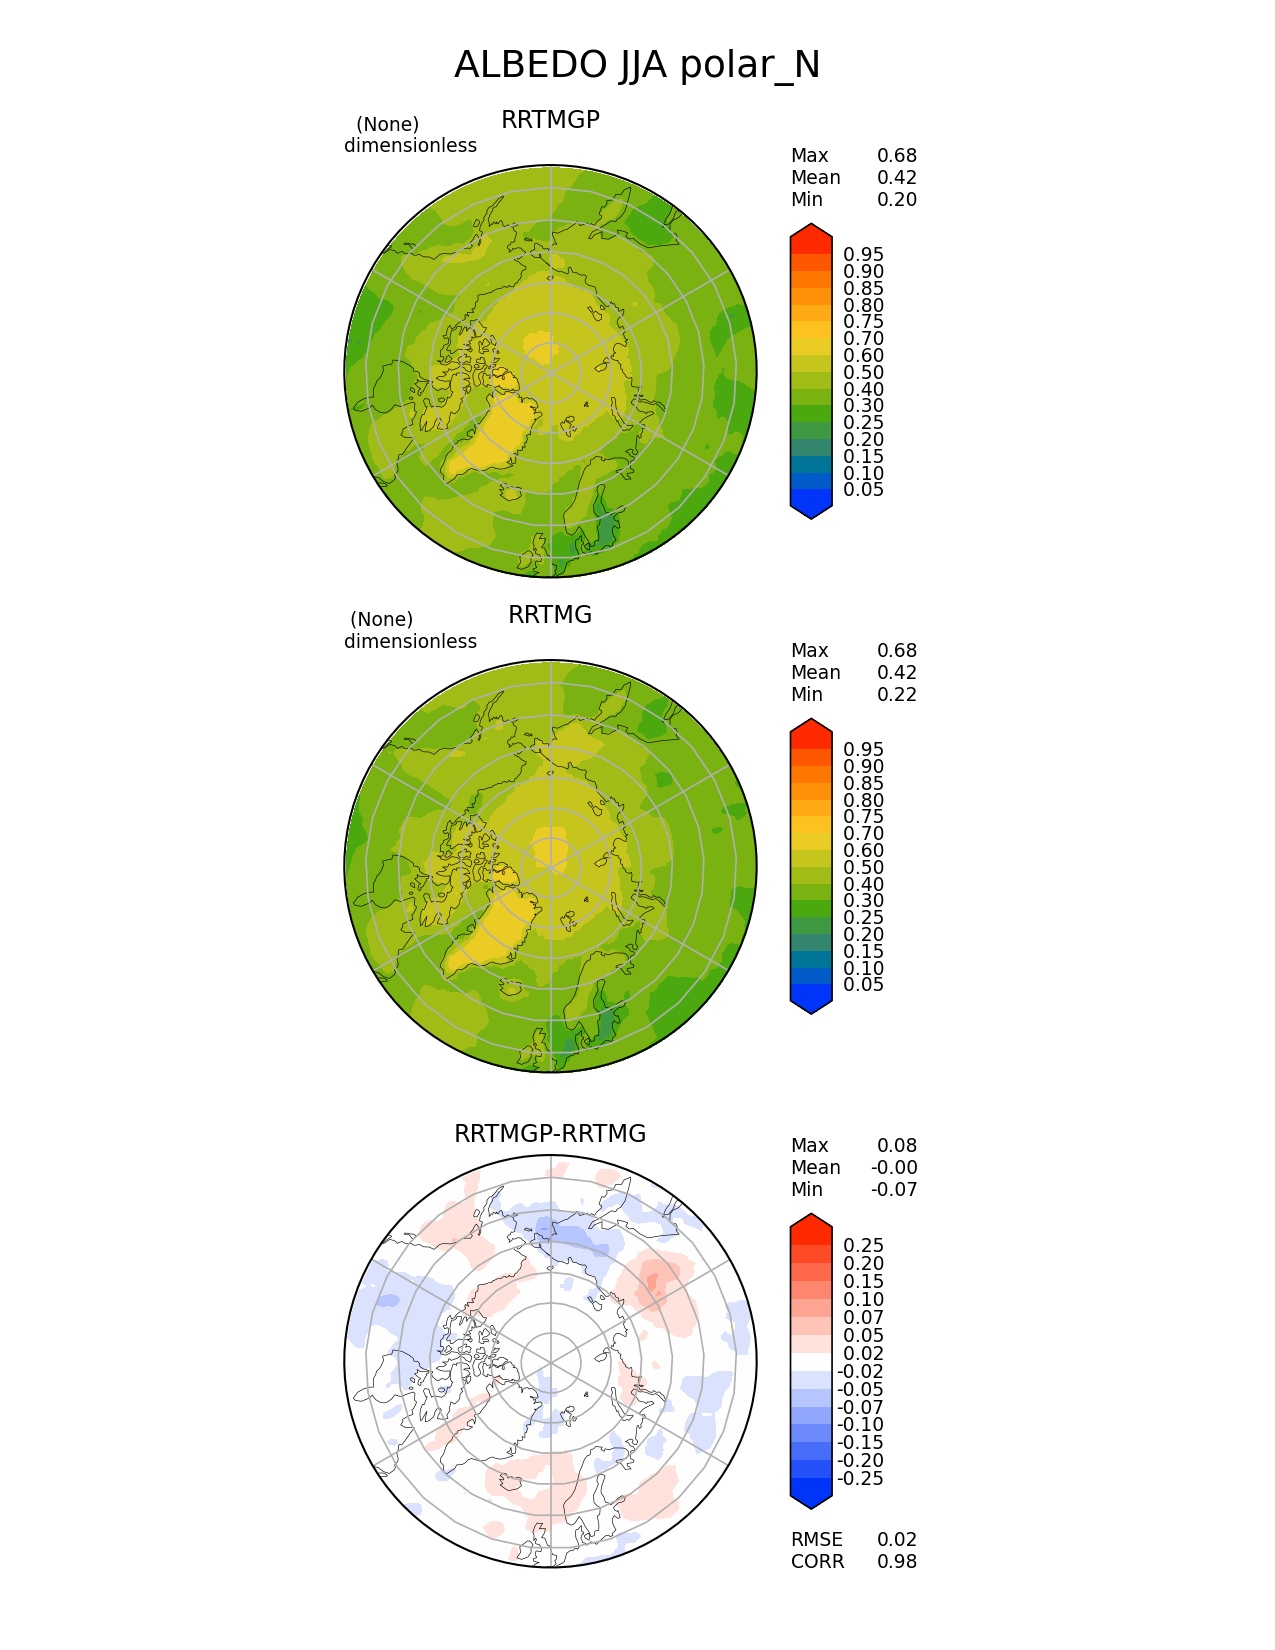 ALBEDO JJA polar_N
RRTMGP
(None)
dimensionless
Max 0.68
Mean 0.42
Min 0.20
0.95
0.90
0.85
0.80
0.75
0.70
0.60
0.50
0.40
0.30
0.25
0.20
0.15
0.10
0.05
RRTMG
(None)
dimensionless
Max 0.68
Mean 0.42
Min 0.22
0.95
0.90
0.85
0.80
0.75
0.70
0.60
0.50
0.40
0.30
0.25
0.20
0.15
0.10
0.05
RRTMGP-RRTMG
Max 0.08
Mean -0.00
Min -0.07
0.25
0.20
0.15
0.10
0.07
0.05
0.02
-0.02
-0.05
-0.07
-0.10
-0.15
-0.20
-0.25
RMSE 0.02
CORR 0.98